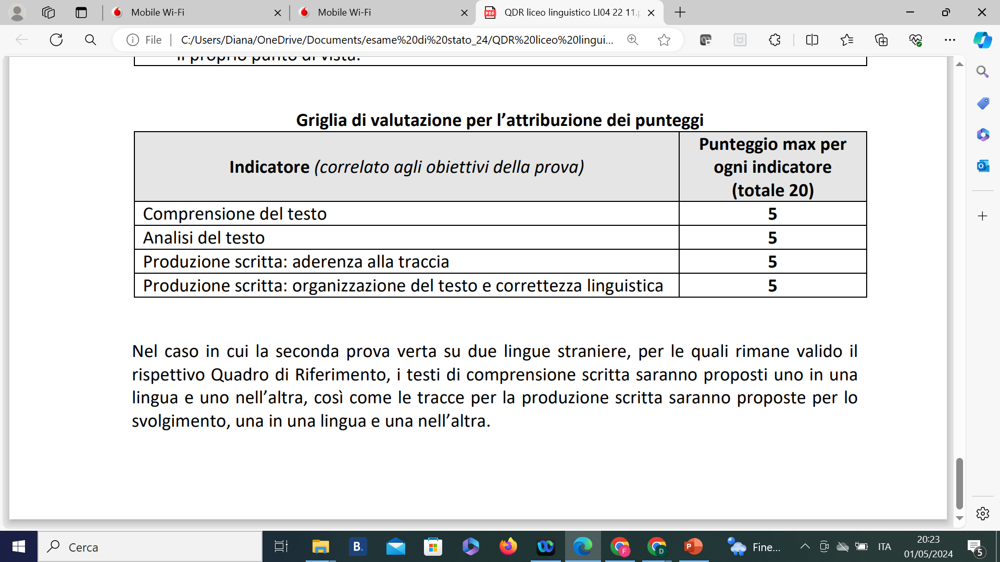 Mobile Wi-Fi
Mobile Wi-Fi
QDR liceo linguistico LI04 22 11.
File
C:/Users/Diana/OneDrive/Documents/esame%20di%20stato_24/QDR%20liceo%20lingui...
il proprio punto di vista.
Griglia di valutazione per l’attribuzione dei punteggi
Indicatore (correlato agli obiettivi della prova)
Punteggio max per
ogni indicatore
(totale 20)
Comprensione del testo
5
Analisi del testo
5
Produzione scritta: aderenza alla traccia
5
Produzione scritta: organizzazione del testo e correttezza linguistica
5
Nel caso in cui la seconda prova verta su due lingue straniere, per le quali rimane valido il
rispettivo Quadro di Riferimento, i testi di comprensione scritta saranno proposti uno in una
lingua e uno nell’altra, così come le tracce per la produzione scritta saranno proposte per lo
svolgimento, una in una lingua e una nell’altra.
Cerca
Fine...
ITA
20:23
01/05/2024
5